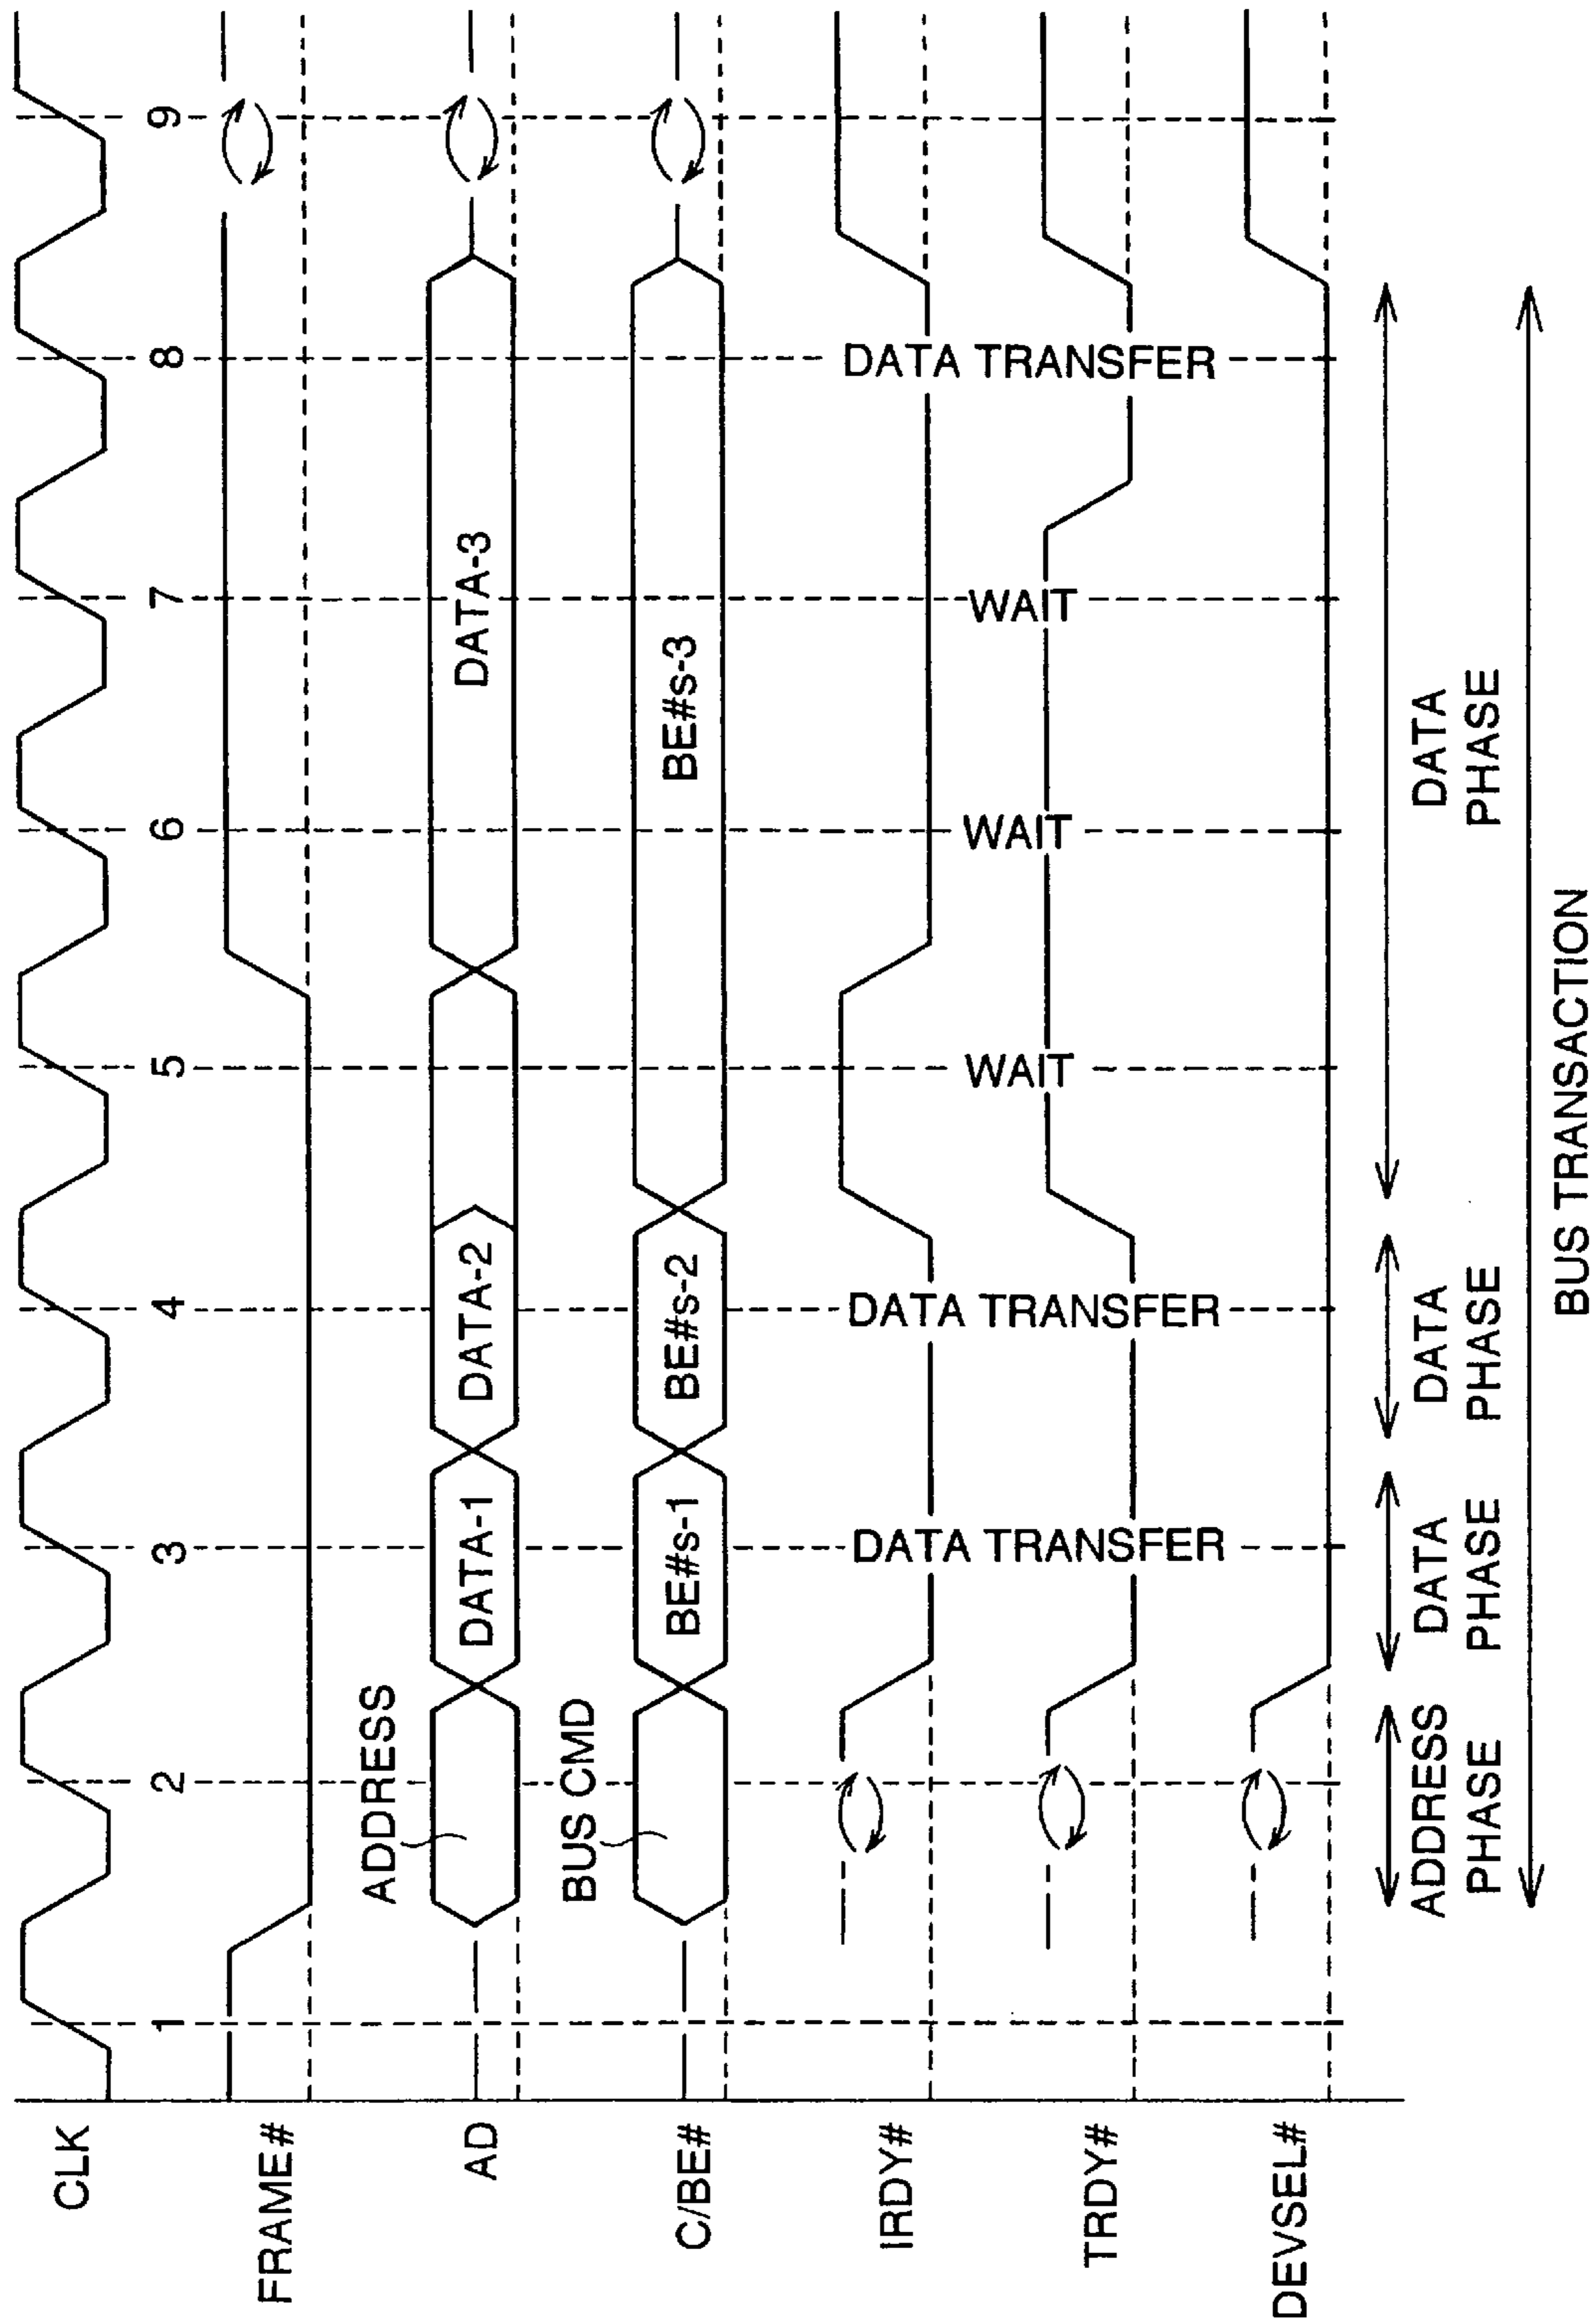 CLK
1 2 3 4 5 6 7 8 9
FRAME#
ADDRESS
AD
DATA-1 DATA-2 DATA-3
BUS CMD
C/BE#
BE#s-1 BE#s-2 BE#s-3
IRDY#
DATA TRANSFER DATA TRANSFER WAIT WAIT WAIT DATA TRANSFER
TRDY#
DEVSEL#
ADDRESS PHASE
DATA PHASE
DATA PHASE
DATA PHASE
BUS TRANSACTION